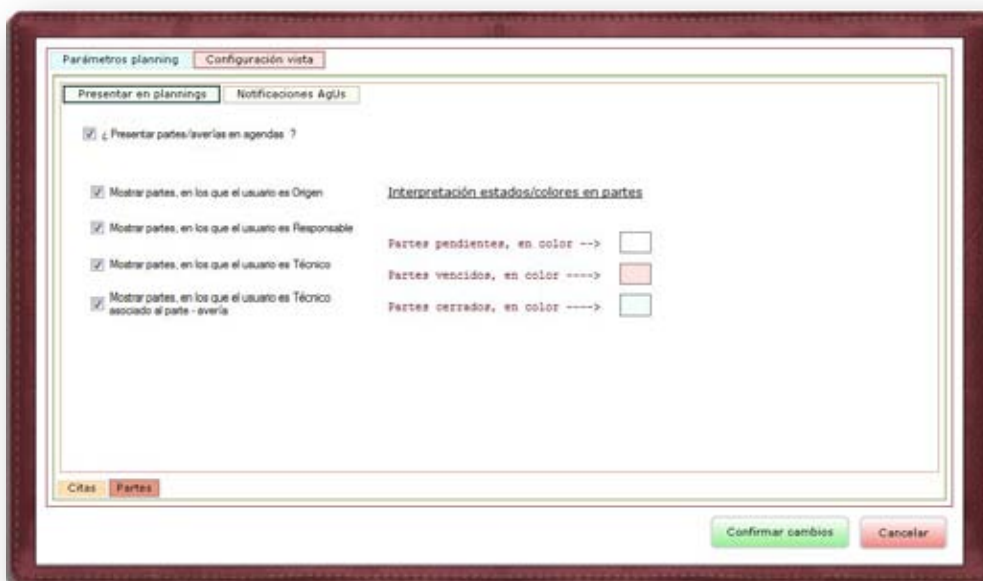 Parámetros planning
Configuración vista
Presentar en plannings
Notificaciones AgUs
¿ Presentar partes/averías en agendas ?
Mostrar partes, en los que el usuario es Origen
Interpretación estados/colores en partes
Mostrar partes, en los que el usuario es Responsable
Partes pendientes, en color -->
Mostrar partes, en los que el usuario es Técnico
Partes vencidos, en color ---->
Mostrar partes, en los que el usuario es Técnico
asociado al parte - avería
Partes cerrados, en color ---->
Citas
Partes
Confirmar cambios
Cancelar